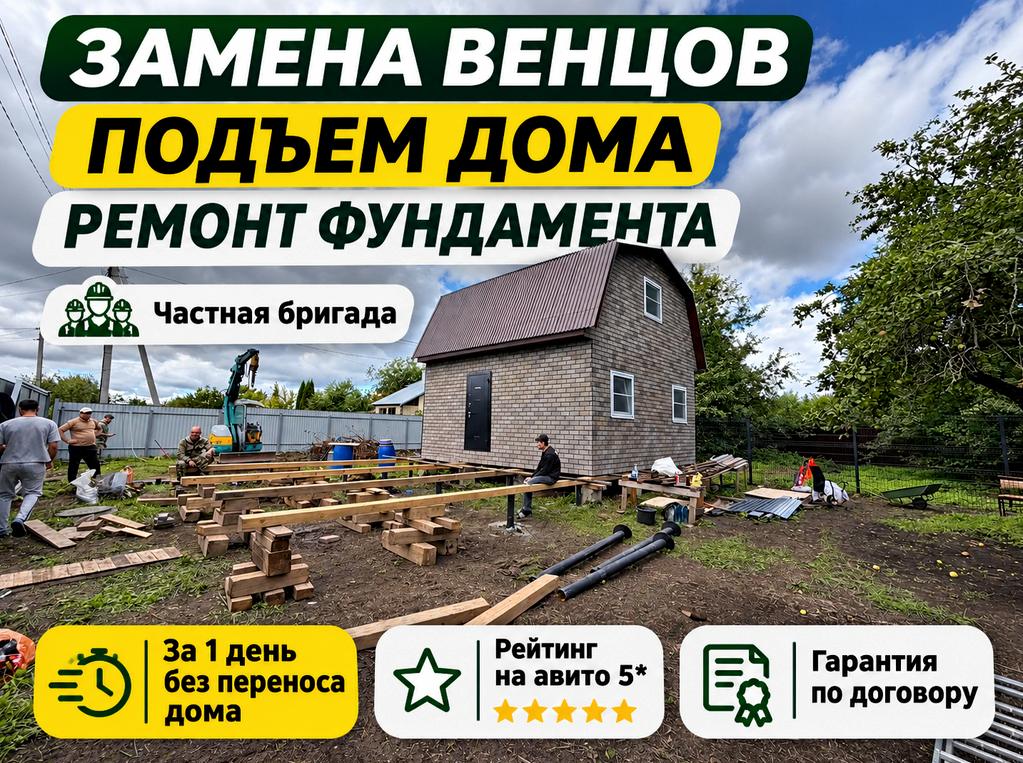 ЗАМЕНА ВЕНЦОВ
ПОДЪЕМ ДОМА
РЕМОНТ ФУНДАМЕНТА
Частная бригада
За 1 день
без переноса
дома
Рейтинг
на авито 5*
Гарантия
по договору